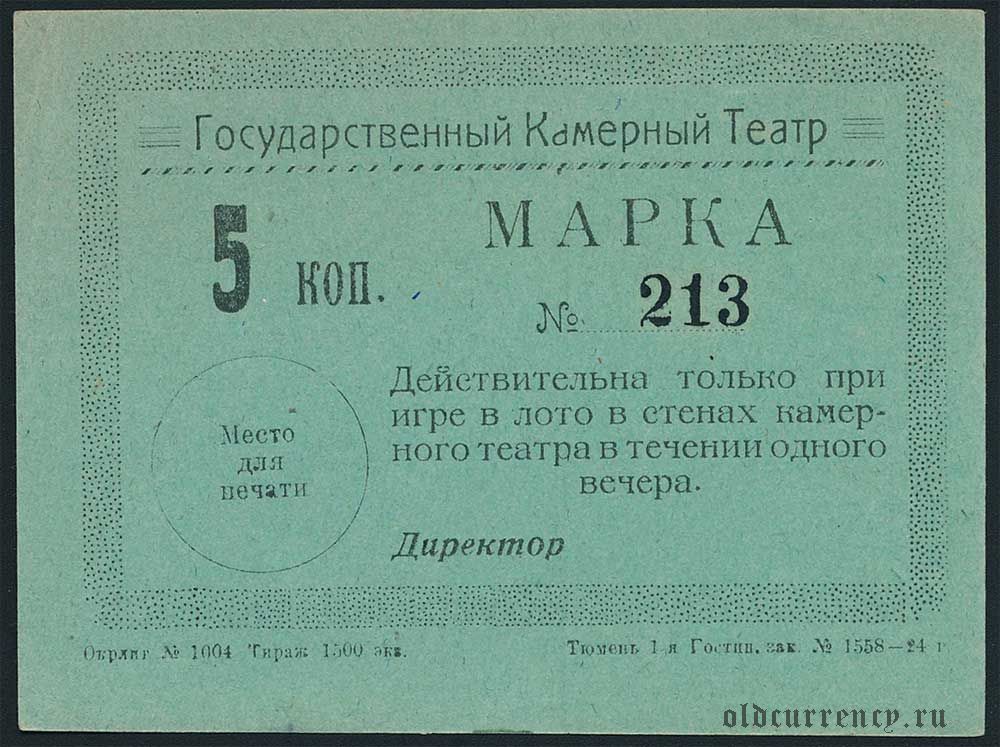 Государственный Камерный Театр
5 коп.
МАРКА
№ 213
Место
для
печати
Действительна только при
игре в лото в стенах камер-
ного театра в течении одного
вечера.
Директор
Окрлит № 1004 Тираж 1500 экз.
Тюмень 1-я Гостип. зак. № 1558—24 г
oldcurrency.ru